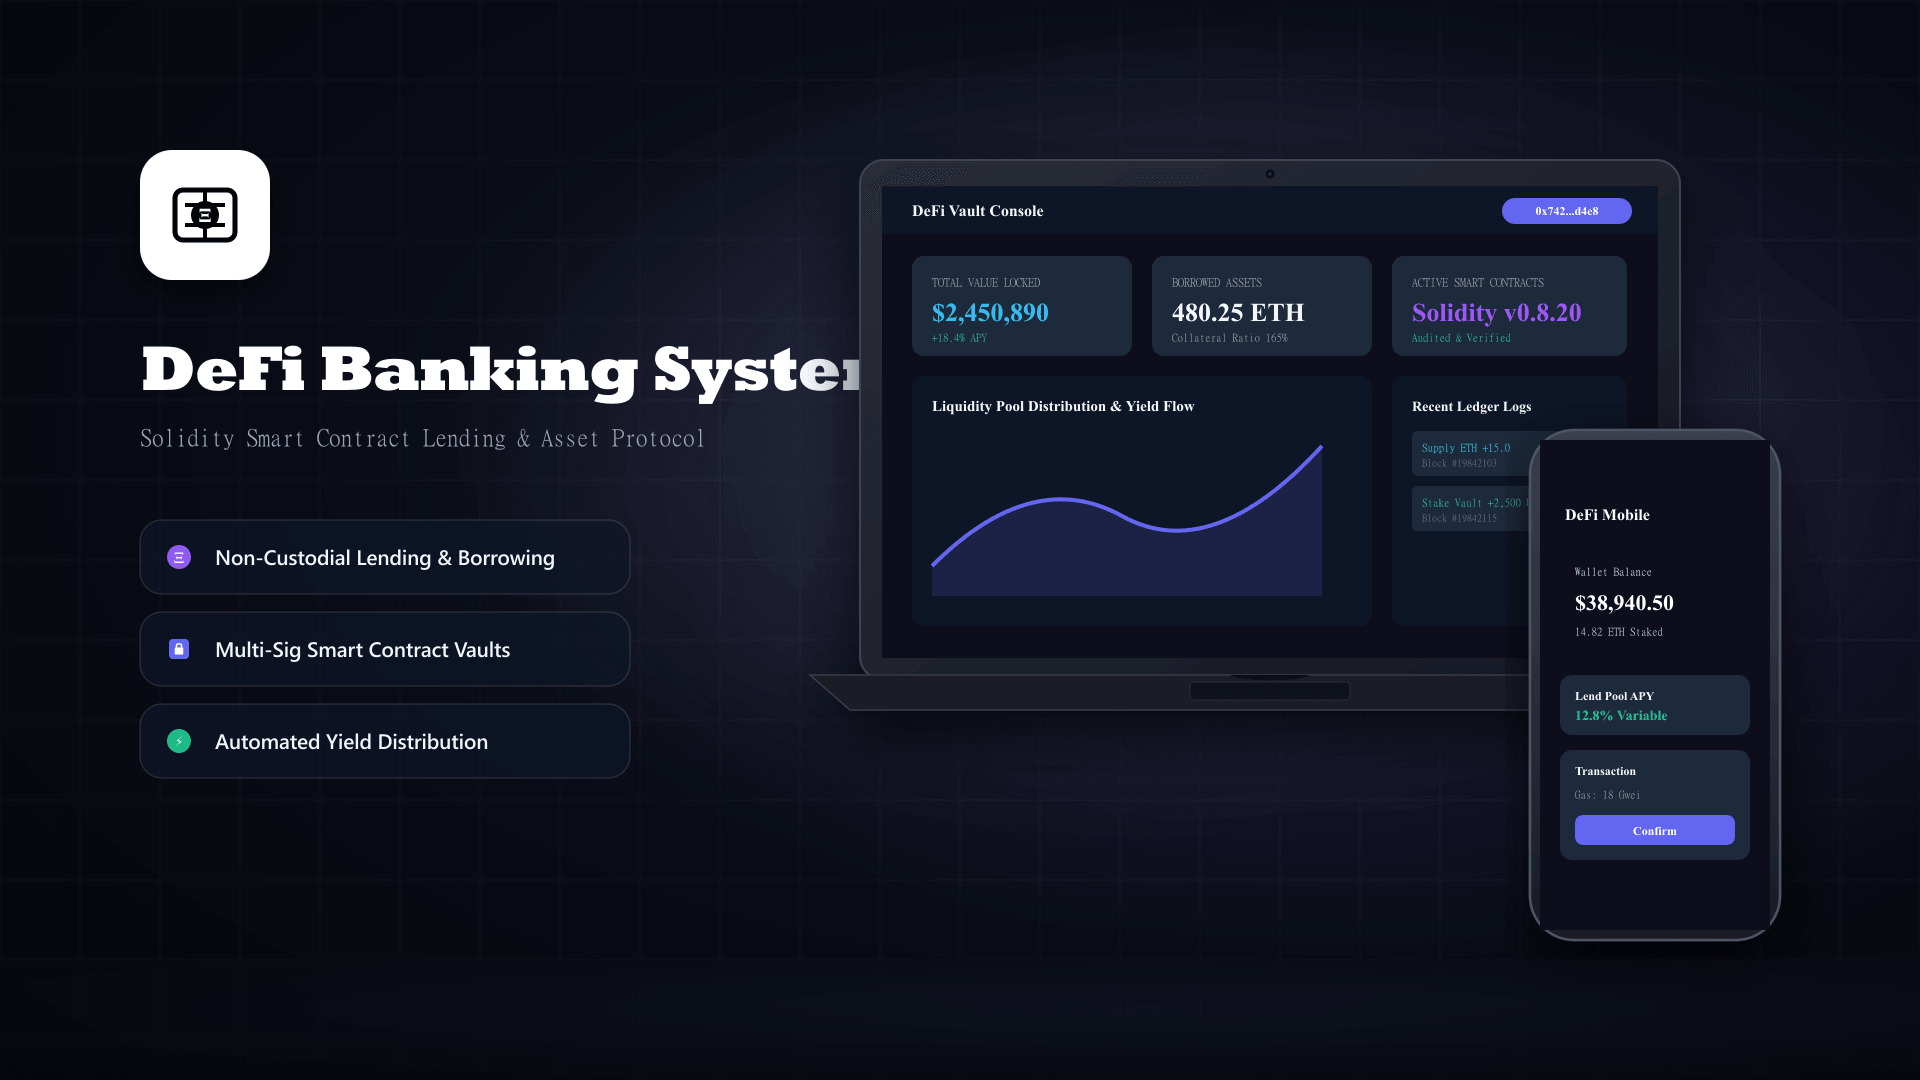 DeFi Banking Syster
Solidity Smart Contract Lending & Asset Protocol
Non-Custodial Lending & Borrowing
Multi-Sig Smart Contract Vaults
Automated Yield Distribution
DeFi Vault Console
0x742...d4e8
TOTAL VALUE LOCKED
$2,450,890
+18.4% APY
BORROWED ASSETS
480.25 ETH
Collateral Ratio 165%
ACTIVE SMART CONTRACTS
Solidity v0.8.20
Audited & Verified
Liquidity Pool Distribution & Yield Flow
Recent Ledger Logs
Supply ETH +15.0
Block #19842103
Stake Vault +2,500
Block #19842115
DeFi Mobile
Wallet Balance
$38,940.50
14.82 ETH Staked
Lend Pool APY
12.8% Variable
Transaction
Gas: 18 Gwei
Confirm